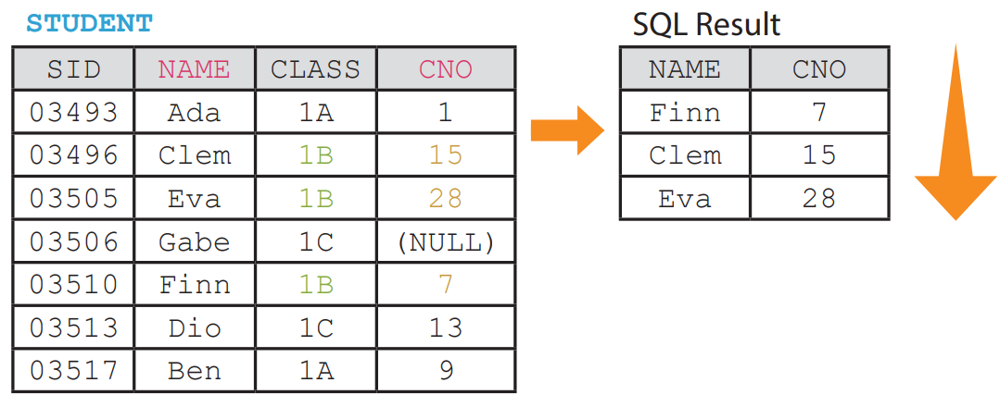 STUDENT
SID NAME CLASS CNO
03493 Ada 1A 1
03496 Clem 1B 15
03505 Eva 1B 28
03506 Gabe 1C (NULL)
03510 Finn 1B 7
03513 Dio 1C 13
03517 Ben 1A 9
SQL Result
NAME CNO
Finn 7
Clem 15
Eva 28